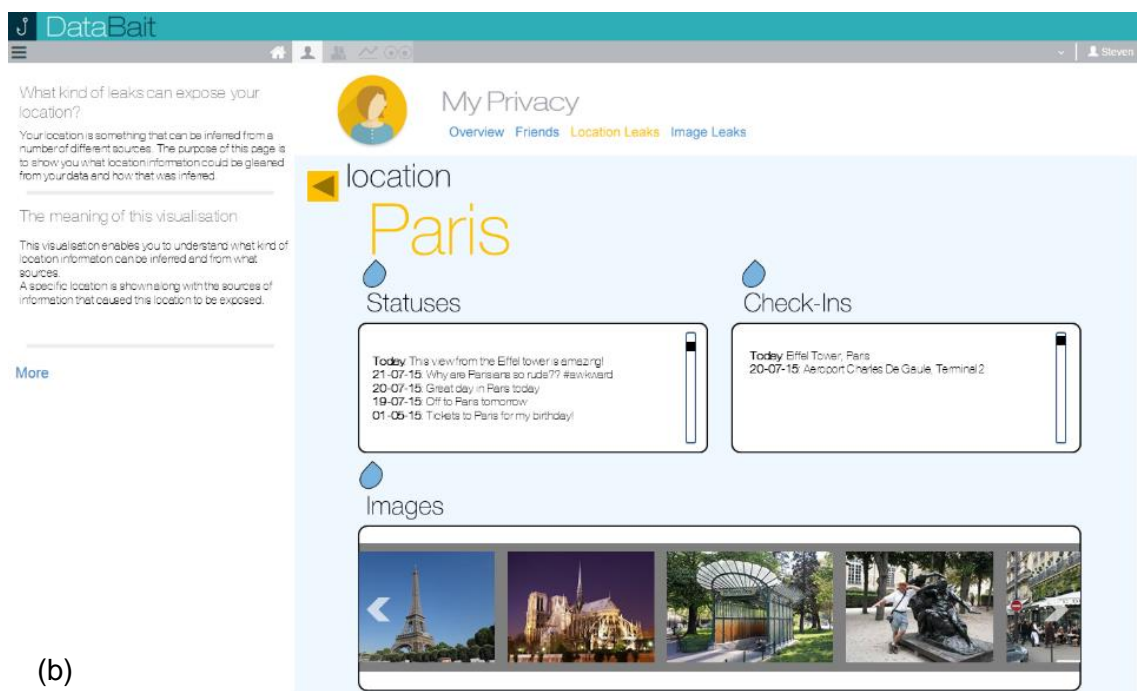 DataBait
Steven
What kind of leaks can expose your
location?
Your location is something that can be inferred from a
number of different sources. The purpose of this page is
to show you what location information could be gleaned
from your data and how that was inferred.
The meaning of this visualisation
This visualisation enables you to understand what kind of
location information can be inferred and from what
sources.
A specific location is shown along with the sources of
information that caused this location to be exposed.
More
My Privacy
Overview Friends Location Leaks Image Leaks
location
Paris
Statuses
Today: This view from the Eiffel tower is amazing!
21-07-15: Why are Parisians so rude?? #awkward
20-07-15: Great day in Paris today
19-07-15: Off to Paris tomorrow
01-05-15: Tickets to Paris for my birthday!
Check-Ins
Today: Eiffel Tower, Paris
20-07-15: Aeroport Charles De Gaule, Terminal 2
Images
(b)